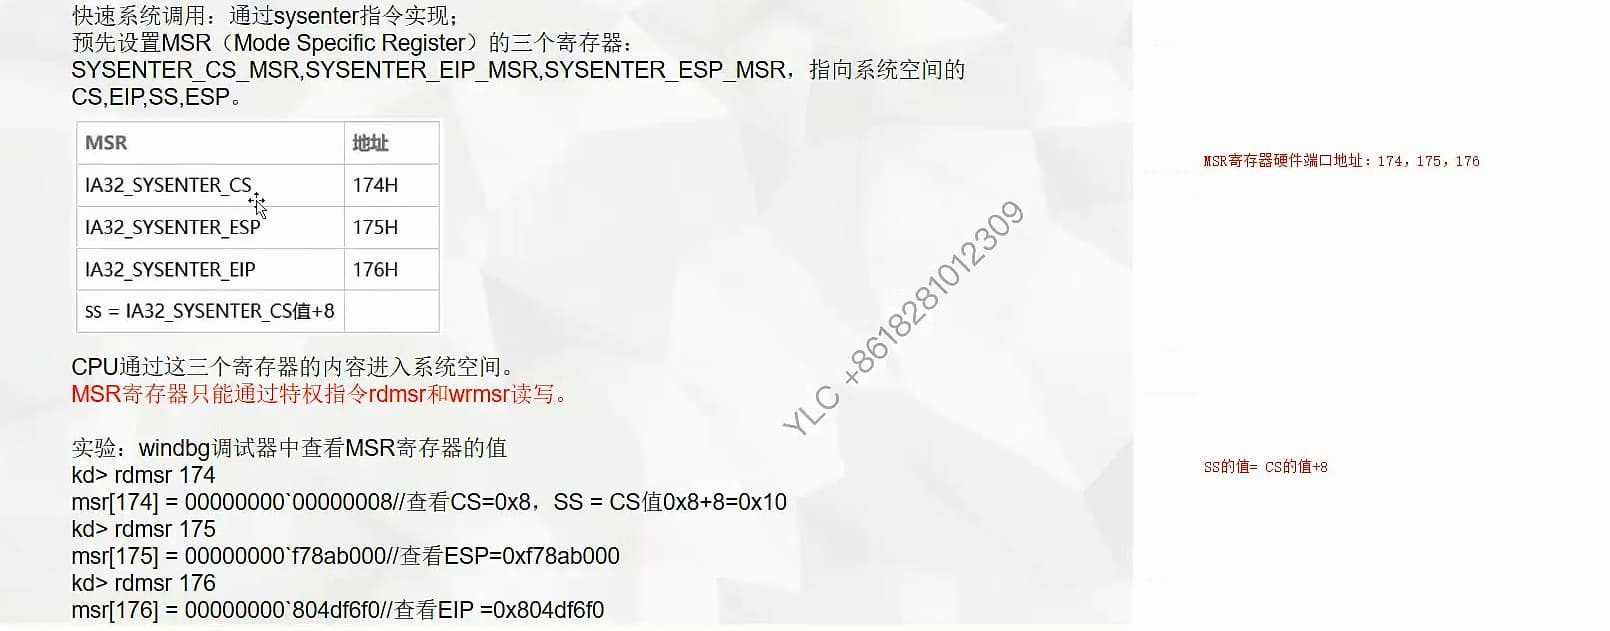 快速系统调用：通过sysenter指令实现；
预先设置MSR（Mode Specific Register）的三个寄存器：
SYSENTER_CS_MSR,SYSENTER_EIP_MSR,SYSENTER_ESP_MSR，指向系统空间的
CS,EIP,SS,ESP。
MSR 地址
IA32_SYSENTER_CS 174H
IA32_SYSENTER_ESP 175H
IA32_SYSENTER_EIP 176H
ss = IA32_SYSENTER_CS值+8
CPU通过这三个寄存器的内容进入系统空间。
MSR寄存器只能通过特权指令rdmsr和wrmsr读写。
实验：windbg调试器中查看MSR寄存器的值
kd> rdmsr 174
msr[174] = 00000000`00000008//查看CS=0x8，SS = CS值0x8+8=0x10
kd> rdmsr 175
msr[175] = 00000000`f78ab000//查看ESP=0xf78ab000
kd> rdmsr 176
msr[176] = 00000000`804df6f0//查看EIP =0x804df6f0
YLC +8618281012309
MSR寄存器硬件端口地址：174，175，176
SS的值= CS的值+8